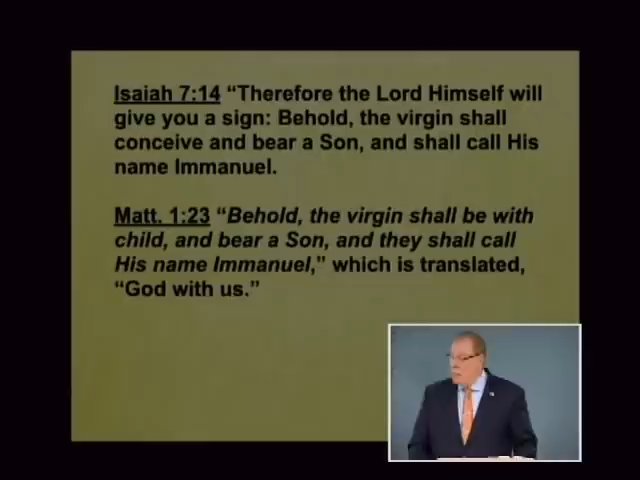 Isaiah 7:14 “Therefore the Lord Himself will
give you a sign: Behold, the virgin shall
conceive and bear a Son, and shall call His
name Immanuel.
Matt. 1:23 “Behold, the virgin shall be with
child, and bear a Son, and they shall call
His name Immanuel,” which is translated,
“God with us.”